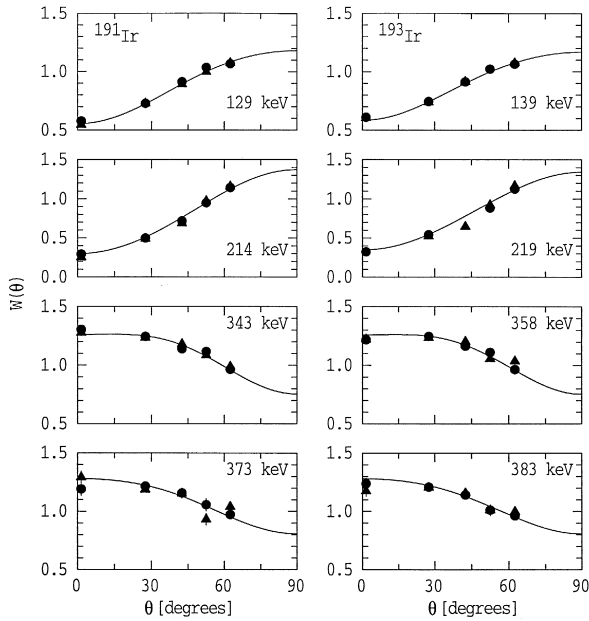 1.5
1.0
0.5
191Ir
129 keV
193Ir
139 keV
1.5
1.0
0.5
0.0
214 keV
219 keV
W(θ)
1.5
1.0
0.5
343 keV
358 keV
1.5
1.0
0.5
373 keV
383 keV
0 30 60 90
0 30 60 90
θ [degrees]
θ [degrees]